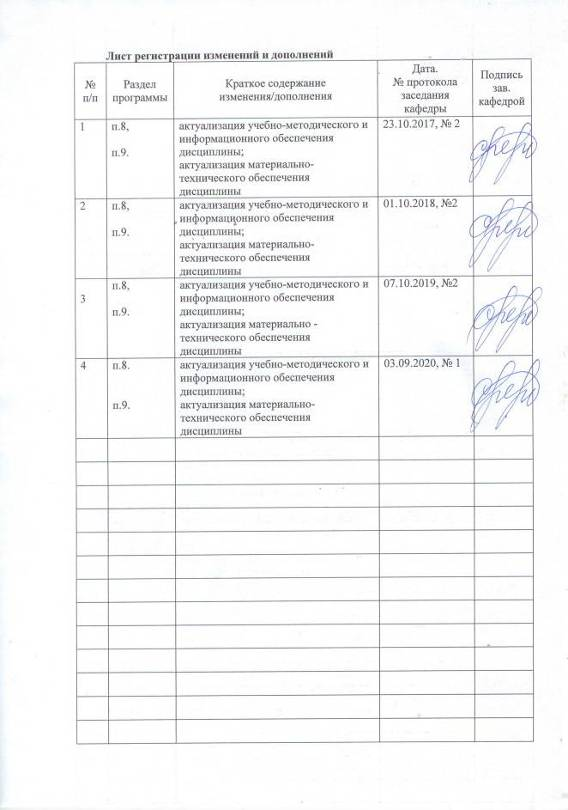 Лист регистрации изменений и дополнений
№ п/п
Раздел программы
Краткое содержание изменения/дополнения
Дата. № протокола заседания кафедры
Подпись зав. кафедрой
1
п.8,
п.9.
актуализация учебно-методического и
информационного обеспечения
дисциплины;
актуализация материально-
технического обеспечения
дисциплины
23.10.2017, № 2
2
п.8,
п.9.
актуализация учебно-методического и
информационного обеспечения
дисциплины;
актуализация материально-
технического обеспечения
дисциплины
01.10.2018, №2
3
п.8,
п.9.
актуализация учебно-методического и
информационного обеспечения
дисциплины;
актуализация материально -
технического обеспечения
дисциплины
07.10.2019, №2
4
п.8.
п.9.
актуализация учебно-методического и
информационного обеспечения
дисциплины;
актуализация материально-
технического обеспечения
дисциплины
03.09.2020, № 1